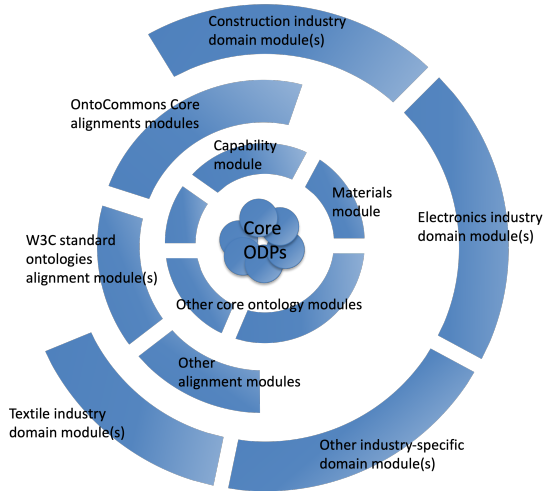 Construction industry
domain module(s)
OntoCommons Core
alignments modules
Capability
module
Materials
module
Core
ODPs
Electronics industry
domain module(s)
W3C standard
ontologies
alignment module(s)
Other core ontology modules
Other
alignment modules
Textile industry
domain module(s)
Other industry-specific
domain module(s)